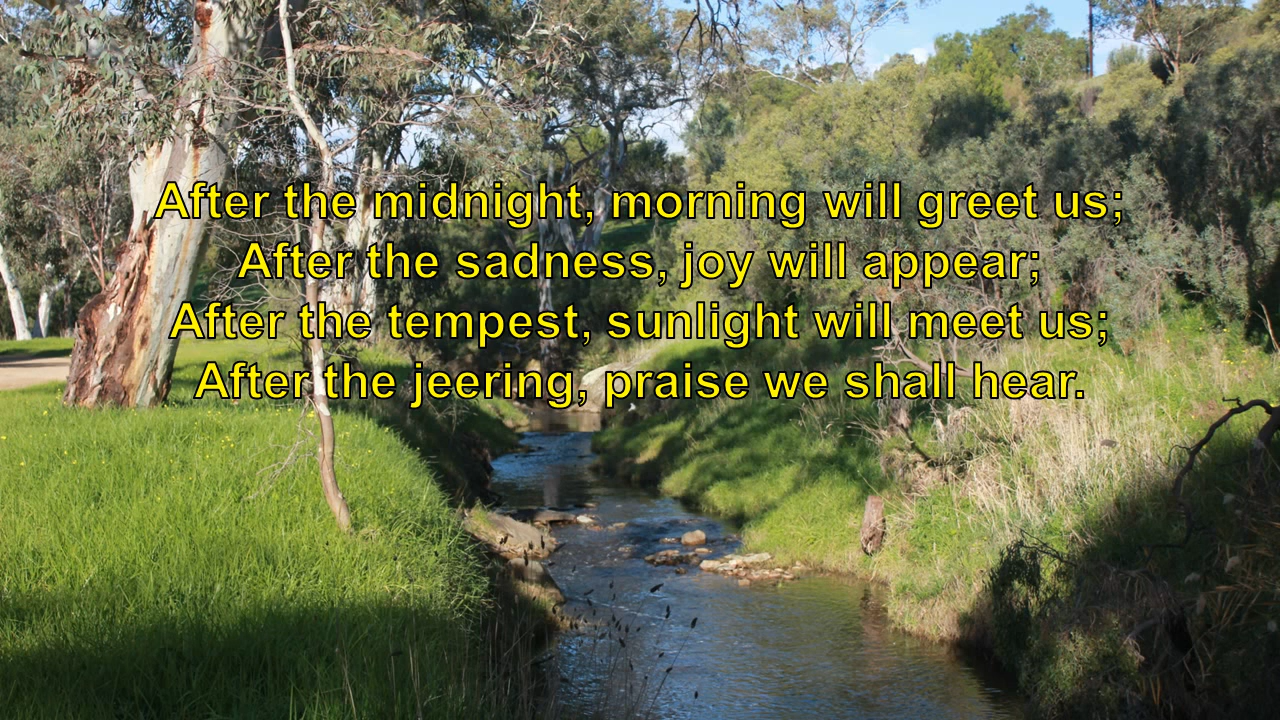 After the midnight, morning will greet us;
After the sadness, joy will appear;
After the tempest, sunlight will meet us;
After the jeering, praise we shall hear.